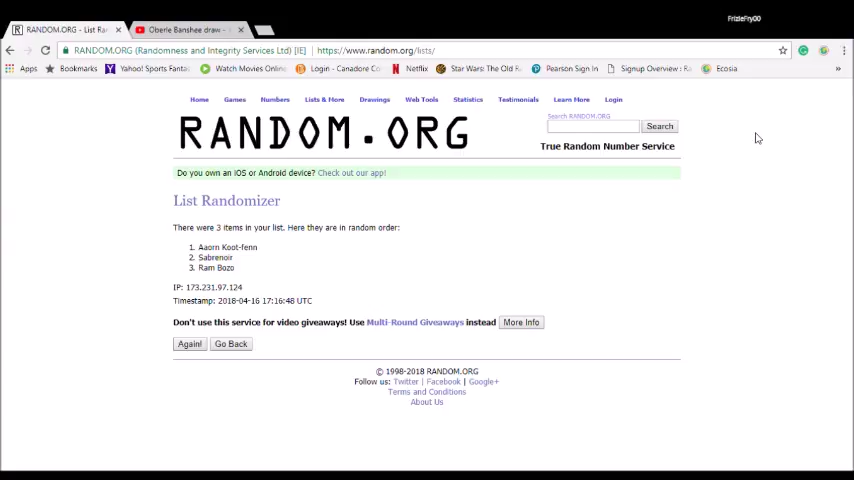 FrizleFry00
RANDOM.ORG - List Ran
Oberle Banshee draw -
RANDOM.ORG (Randomness and Integrity Services Ltd) [IE] | https://www.random.org/lists/
Apps Bookmarks Yahoo! Sports Fantas Watch Movies Online Login - Canadore Co Netflix Star Wars: The Old R Pearson Sign In Signup Overview : Ra Ecosia »
Home Games Numbers Lists & More Drawings Web Tools Statistics Testimonials Learn More Login
Search RANDOM.ORG
RANDOM.ORG
Search
True Random Number Service
Do you own an iOS or Android device? Check out our app!
List Randomizer
There were 3 items in your list. Here they are in random order:
1. Aaorn Koot-fenn
2. Sabrenoir
3. Ram Bozo
IP: 173.231.97.124
Timestamp: 2018-04-16 17:16:48 UTC
Don't use this service for video giveaways! Use Multi-Round Giveaways instead More Info
Again! Go Back
© 1998-2018 RANDOM.ORG
Follow us: Twitter | Facebook | Google+
Terms and Conditions
About Us